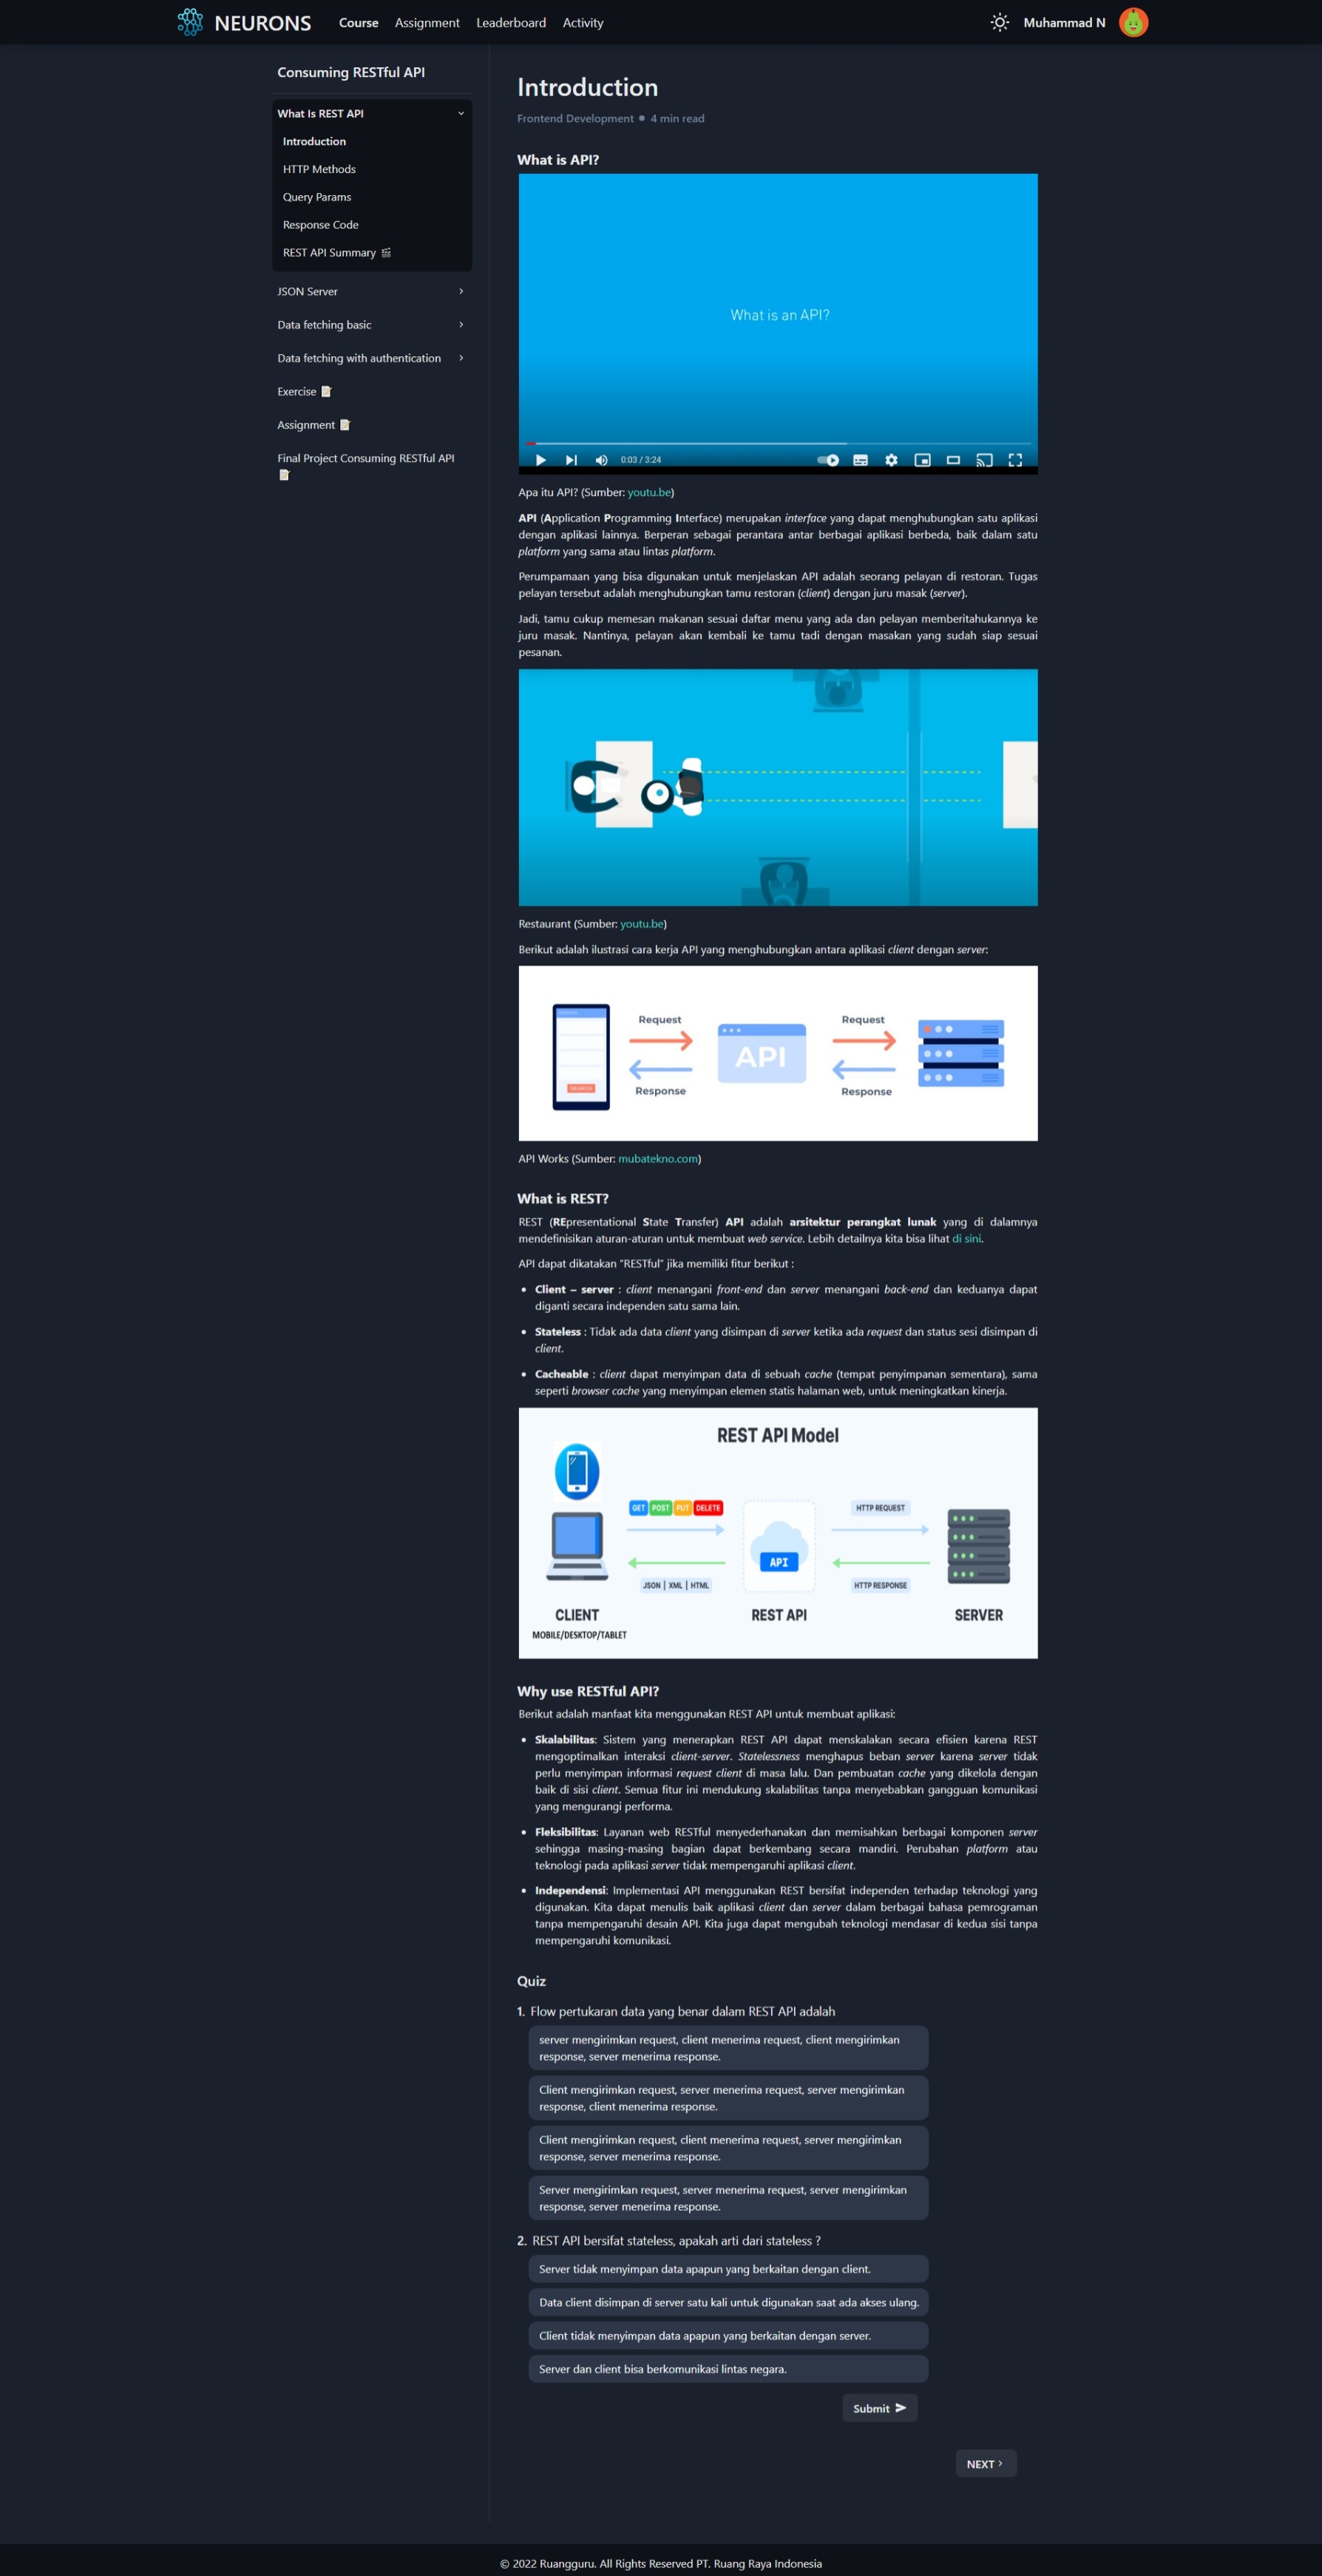 NEURONS
Course
Assignment
Leaderboard
Activity
Muhammad N
Consuming RESTful API
What Is REST API
Introduction
HTTP Methods
Query Params
Response Code
REST API Summary
JSON Server
Data fetching basic
Data fetching with authentication
Exercise
Assignment
Final Project Consuming RESTful API
Introduction
Frontend Development • 4 min read
What is API?
What is an API?
0:03 / 3:24
Apa itu API? (Sumber: youtu.be)
API (Application Programming Interface) merupakan interface yang dapat menghubungkan satu aplikasi
dengan aplikasi lainnya. Berperan sebagai perantara antar berbagai aplikasi berbeda, baik dalam satu
platform yang sama atau lintas platform.
Perumpamaan yang bisa digunakan untuk menjelaskan API adalah seorang pelayan di restoran. Tugas
pelayan tersebut adalah menghubungkan tamu restoran (client) dengan juru masak (server).
Jadi, tamu cukup memesan makanan sesuai daftar menu yang ada dan pelayan memberitahukannya ke
juru masak. Nantinya, pelayan akan kembali ke tamu tadi dengan masakan yang sudah siap sesuai
pesanan.
Restaurant (Sumber: youtu.be)
Berikut adalah ilustrasi cara kerja API yang menghubungkan antara aplikasi client dengan server:
Request
Request
API
SEARCH
Response
Response
API Works (Sumber: mubatekno.com)
What is REST?
REST (REpresentational State Transfer) API adalah arsitektur perangkat lunak yang di dalamnya
mendefinisikan aturan-aturan untuk membuat web service. Lebih detailnya kita bisa lihat di sini.
API dapat dikatakan "RESTful" jika memiliki fitur berikut :
• Client – server : client menangani front-end dan server menangani back-end dan keduanya dapat
diganti secara independen satu sama lain.
• Stateless : Tidak ada data client yang disimpan di server ketika ada request dan status sesi disimpan di
client.
• Cacheable : client dapat menyimpan data di sebuah cache (tempat penyimpanan sementara), sama
seperti browser cache yang menyimpan elemen statis halaman web, untuk meningkatkan kinerja.
REST API Model
GET POST PUT DELETE
HTTP REQUEST
API
JSON | XML | HTML
HTTP RESPONSE
CLIENT
REST API
SERVER
MOBILE/DESKTOP/TABLET
Why use RESTful API?
Berikut adalah manfaat kita menggunakan REST API untuk membuat aplikasi:
• Skalabilitas: Sistem yang menerapkan REST API dapat menskalakan secara efisien karena REST
mengoptimalkan interaksi client-server. Statelessness menghapus beban server karena server tidak
perlu menyimpan informasi request client di masa lalu. Dan pembuatan cache yang dikelola dengan
baik di sisi client. Semua fitur ini mendukung skalabilitas tanpa menyebabkan gangguan komunikasi
yang mengurangi performa.
• Fleksibilitas: Layanan web RESTful menyederhanakan dan memisahkan berbagai komponen server
sehingga masing-masing bagian dapat berkembang secara mandiri. Perubahan platform atau
teknologi pada aplikasi server tidak mempengaruhi aplikasi client.
• Independensi: Implementasi API menggunakan REST bersifat independen terhadap teknologi yang
digunakan. Kita dapat menulis baik aplikasi client dan server dalam berbagai bahasa pemrograman
tanpa mempengaruhi desain API. Kita juga dapat mengubah teknologi mendasar di kedua sisi tanpa
mempengaruhi komunikasi.
Quiz
1. Flow pertukaran data yang benar dalam REST API adalah
server mengirimkan request, client menerima request, client mengirimkan
response, server menerima response.
Client mengirimkan request, server menerima request, server mengirimkan
response, client menerima response.
Client mengirimkan request, client menerima request, server mengirimkan
response, server menerima response.
Server mengirimkan request, server menerima request, server mengirimkan
response, server menerima response.
2. REST API bersifat stateless, apakah arti dari stateless ?
Server tidak menyimpan data apapun yang berkaitan dengan client.
Data client disimpan di server satu kali untuk digunakan saat ada akses ulang.
Client tidak menyimpan data apapun yang berkaitan dengan server.
Server dan client bisa berkomunikasi lintas negara.
Submit
NEXT
© 2022 Ruangguru. All Rights Reserved PT. Ruang Raya Indonesia